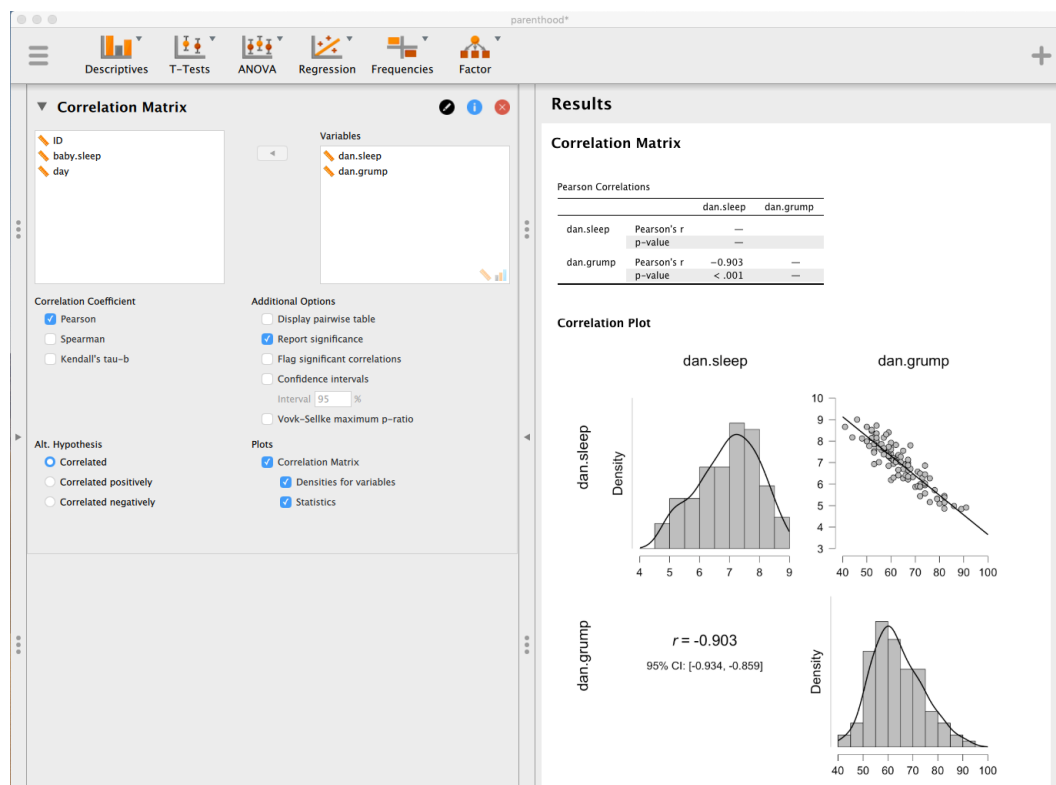 parenthood*
Descriptives T-Tests ANOVA Regression Frequencies Factor
Correlation Matrix
ID
baby.sleep
day
Variables
dan.sleep
dan.grump
Correlation Coefficient
Pearson
Spearman
Kendall's tau-b
Additional Options
Display pairwise table
Report significance
Flag significant correlations
Confidence intervals
Interval 95 %
Vovk-Sellke maximum p-ratio
Alt. Hypothesis
Correlated
Correlated positively
Correlated negatively
Plots
Correlation Matrix
Densities for variables
Statistics
Results
Correlation Matrix
Pearson Correlations
dan.sleep dan.grump
dan.sleep Pearson's r —
p-value —
dan.grump Pearson's r −0.903 —
p-value < .001 —
Correlation Plot
dan.sleep dan.grump
dan.sleep
Density
4 5 6 7 8 9
10
9
8
7
6
5
4
3
40 50 60 70 80 90 100
dan.grump
r = -0.903
95% CI: [-0.934, -0.859]
Density
40 50 60 70 80 90 100